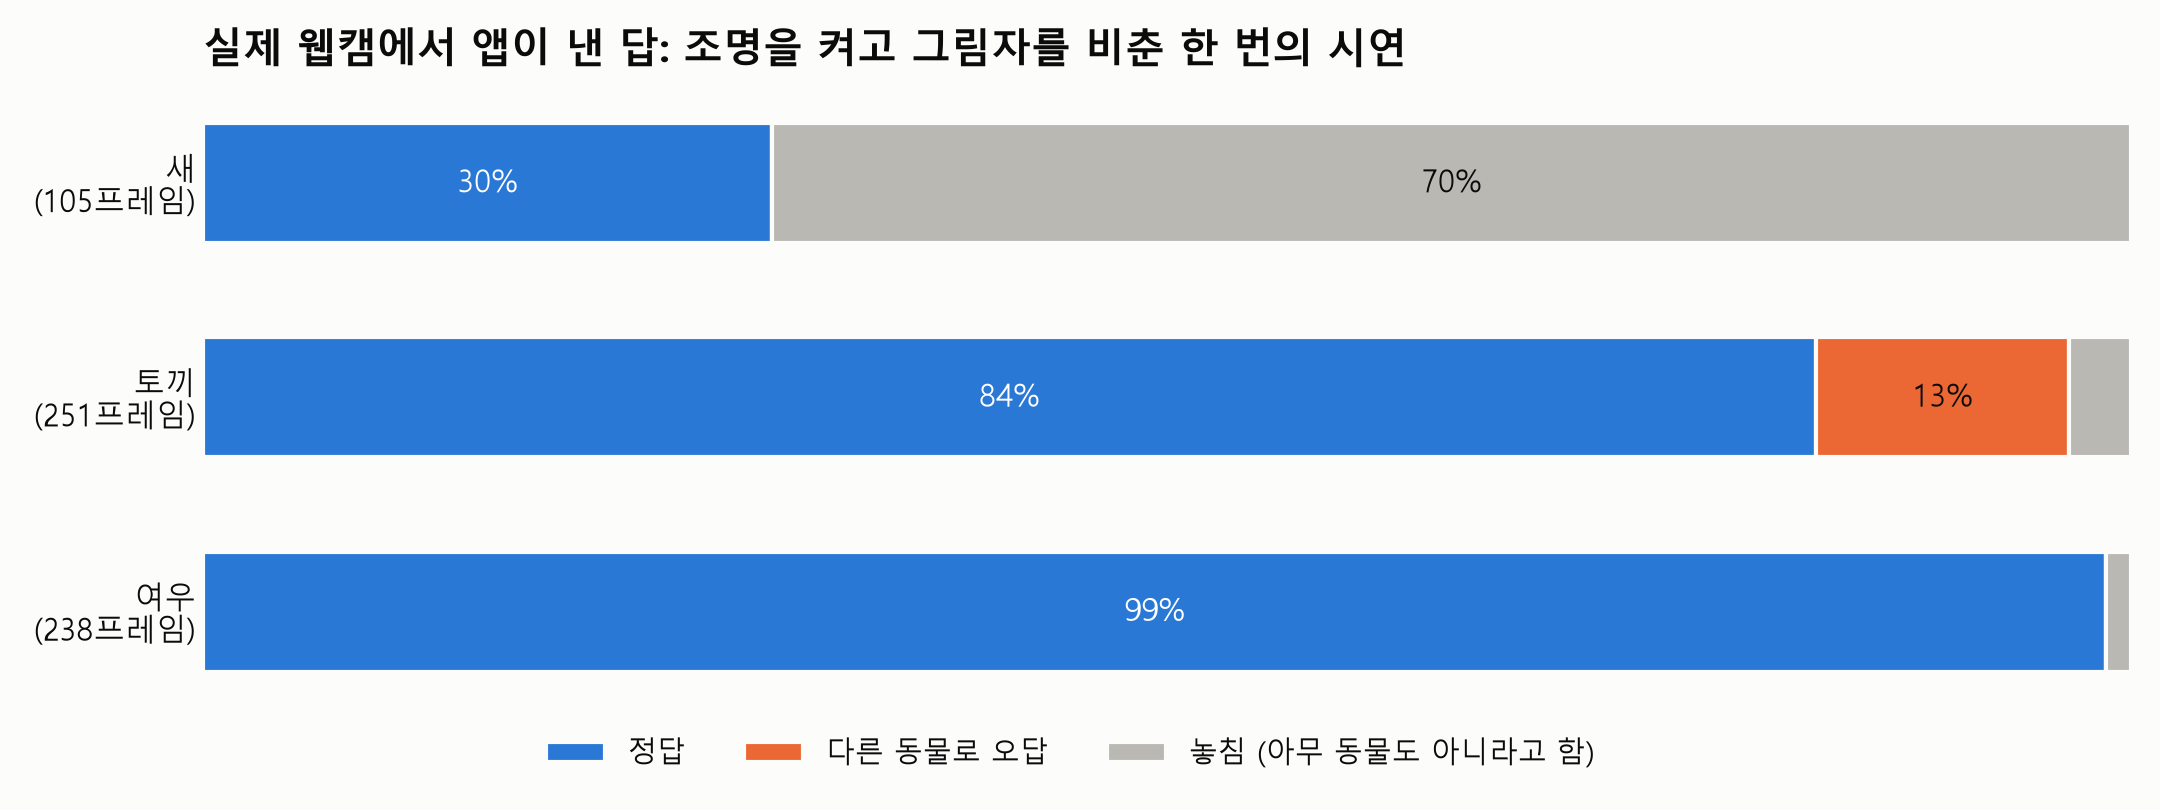 실제 웹캠에서 앱이 낸 답: 조명을 켜고 그림자를 비춘 한 번의 시연
새
(105프레임)
30%
70%
토끼
(251프레임)
84%
13%
여우
(238프레임)
99%
정답
다른 동물로 오답
놓침 (아무 동물도 아니라고 함)